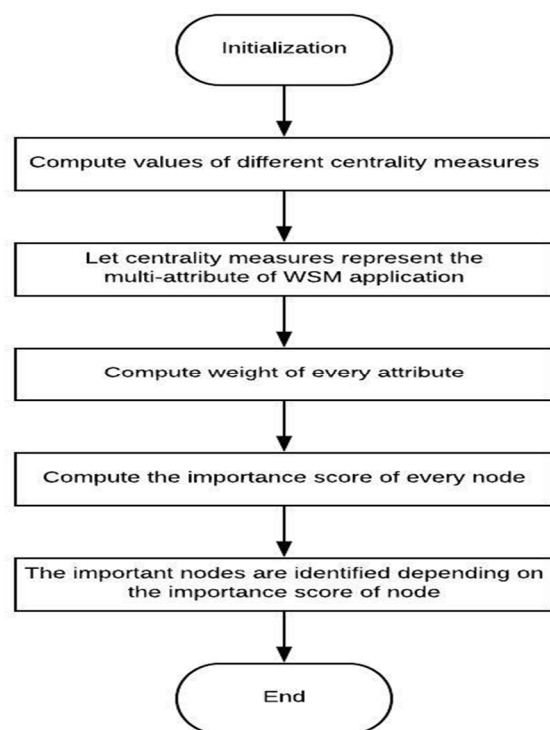 Initialization
Compute values of different centrality measures
Let centrality measures represent the
multi-attribute of WSM application
Compute weight of every attribute
Compute the importance score of every node
The important nodes are identified depending on
the importance score of node
End